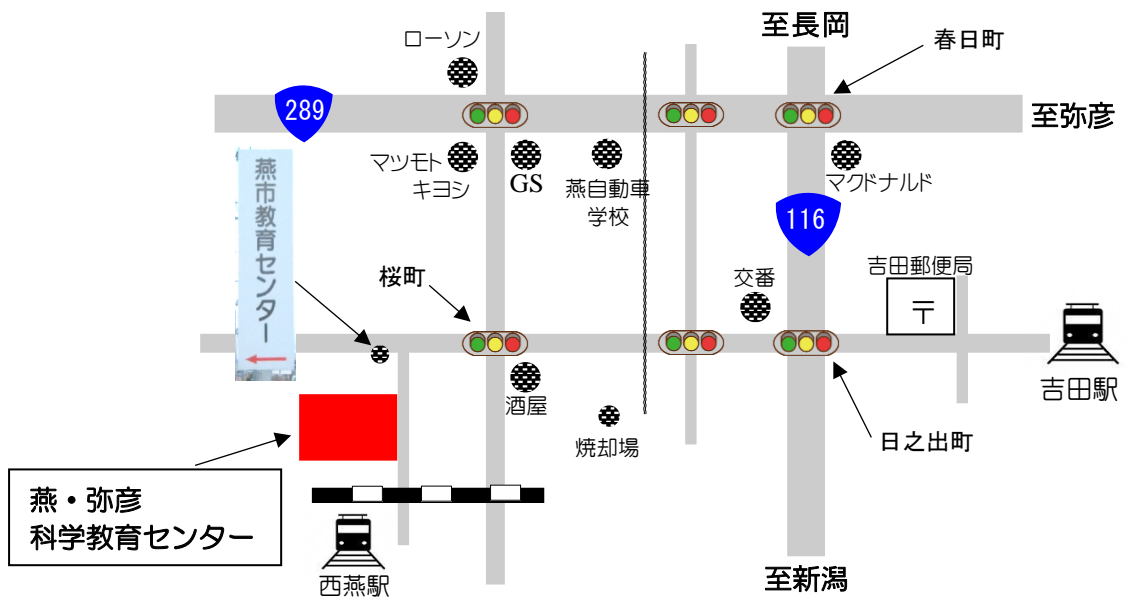 至長岡
ローソン
春日町
289
至弥彦
マツモト
キヨシ
GS
燕自動車
学校
マクドナルド
燕市教育センター
116
吉田郵便局
〒
桜町
交番
吉田駅
酒屋
焼却場
日之出町
燕・弥彦
科学教育センター
西燕駅
至新潟